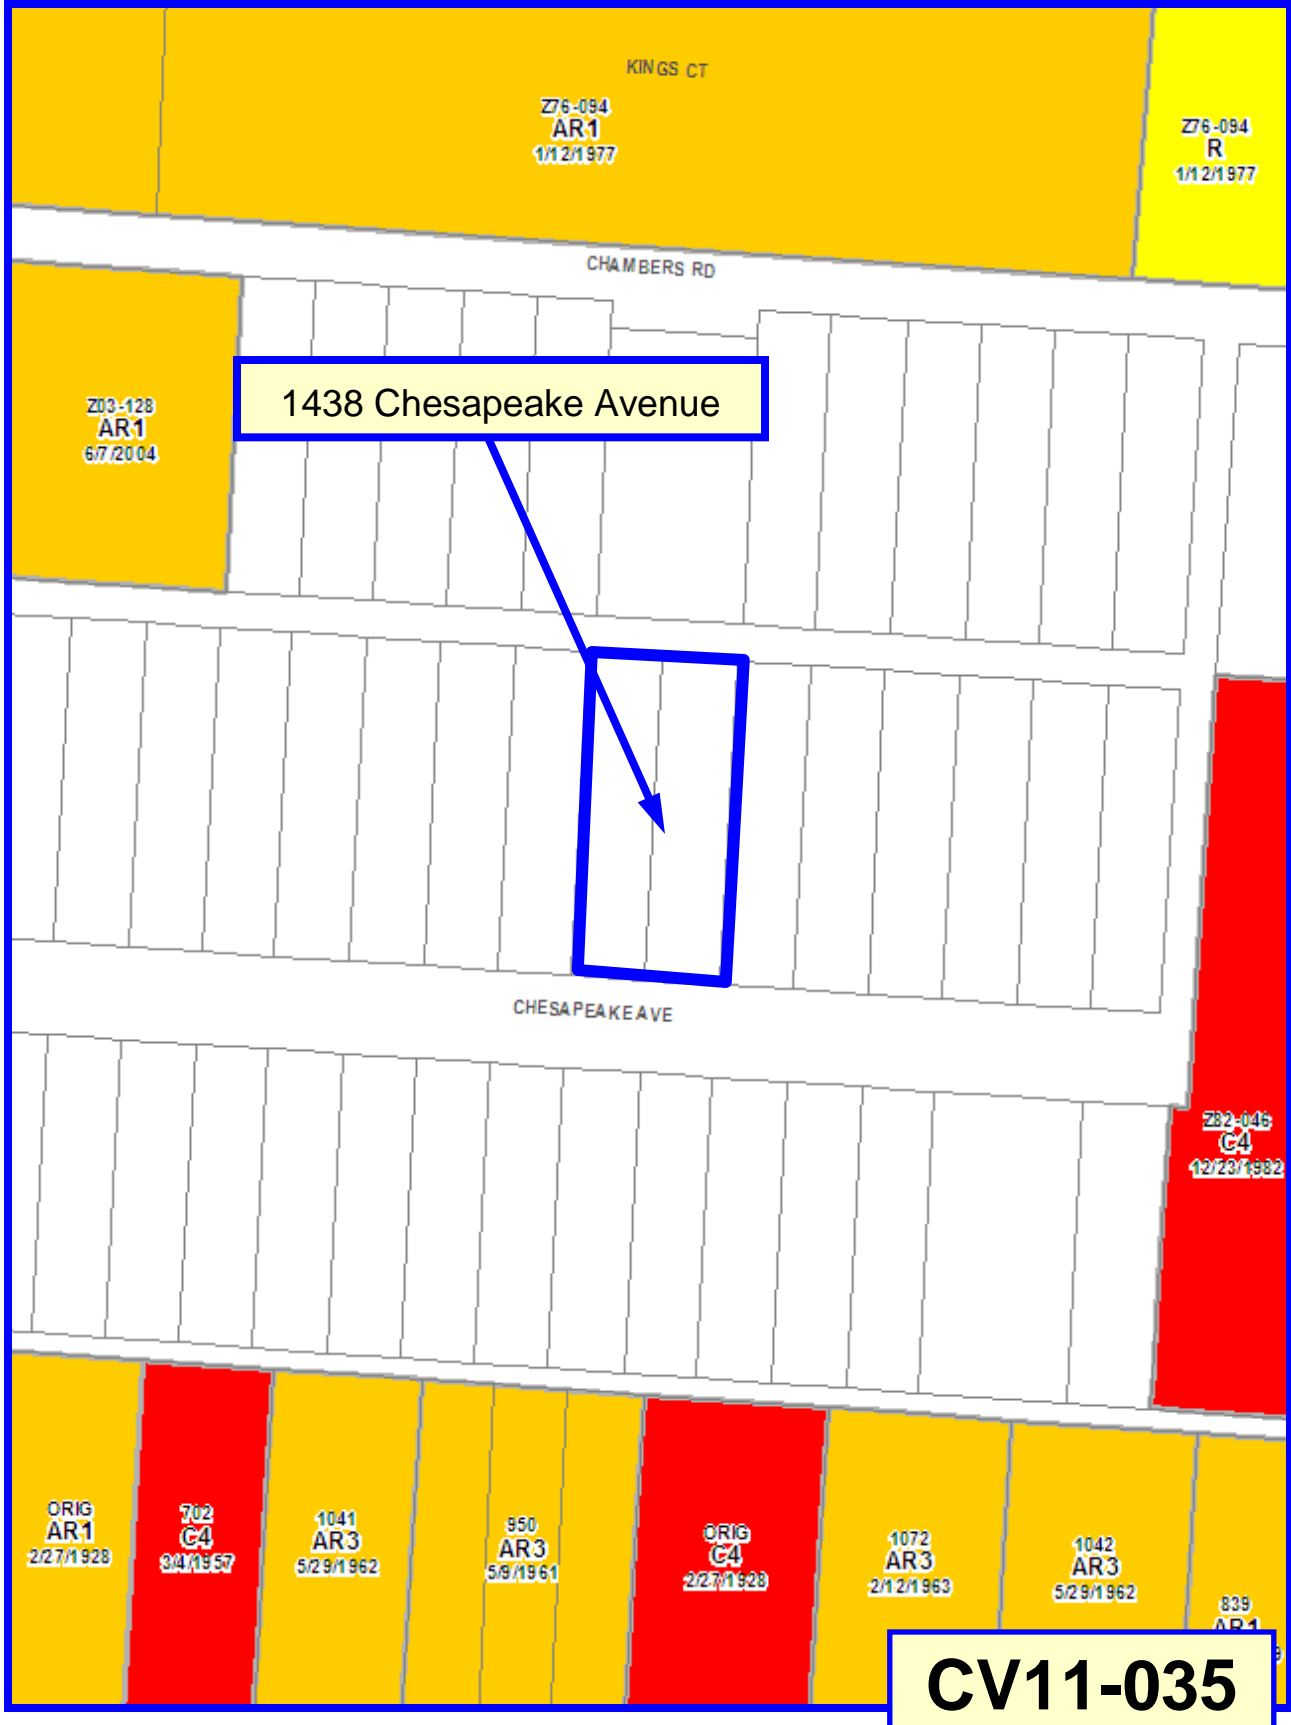 KINGS CT
Z76-094
AR1
1/12/1977
Z76-094
R
1/12/1977
CHAMBERS RD
Z03-128
AR1
6/7/2004
1438 Chesapeake Avenue
CHESAPEAKE AVE
Z82-046
C4
12/23/1982
ORIG
AR1
2/27/1928
702
C4
3/4/1957
1041
AR3
5/29/1962
950
AR3
5/9/1961
ORIG
C4
2/27/1928
1072
AR3
2/12/1963
1042
AR3
5/29/1962
839
AR1
CV11-035